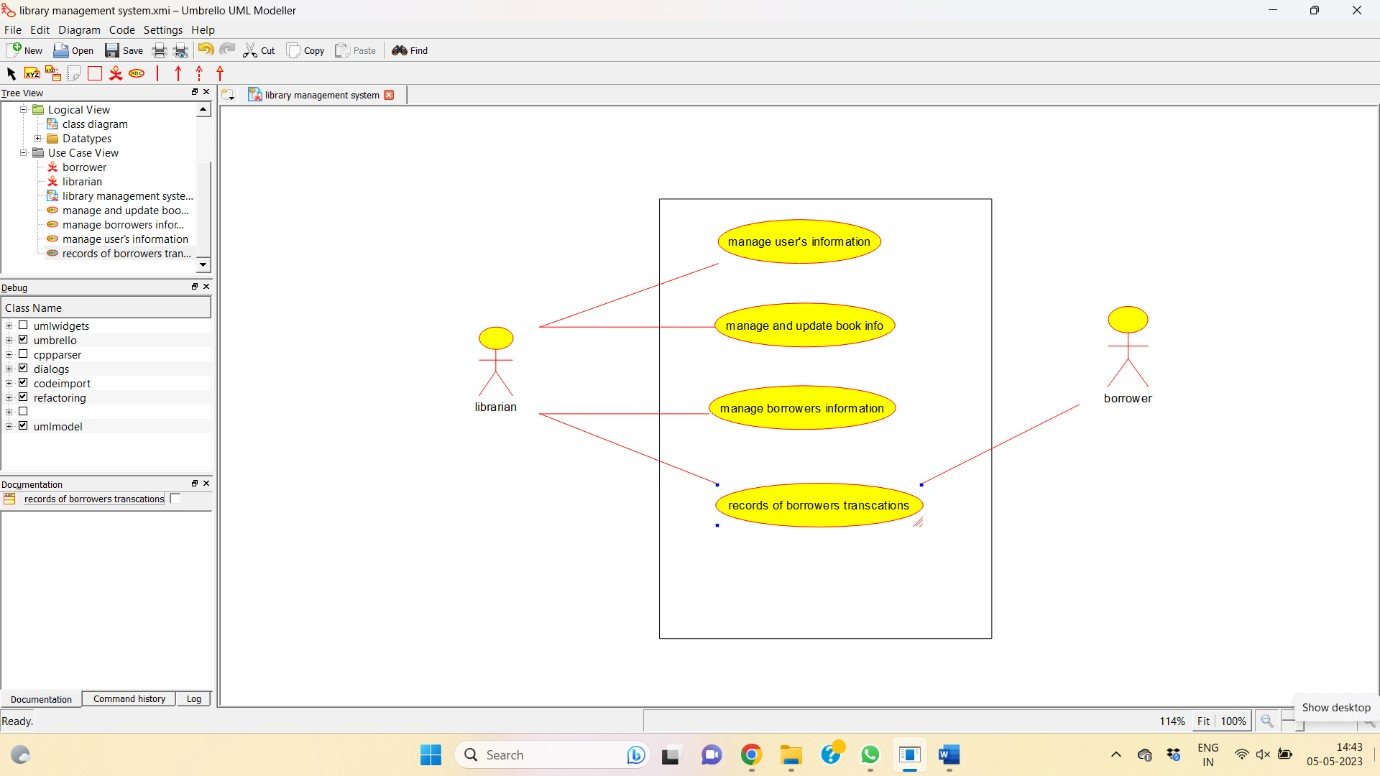 library management system.xmi – Umbrello UML Modeller
File Edit Diagram Code Settings Help
New Open Save Cut Copy Paste Find
XYZ ABC
Tree View
library management system
Logical View
class diagram
Datatypes
Use Case View
borrower
librarian
library management syste...
manage and update boo...
manage borrowers infor...
manage user's information
records of borrowers tran...
Debug
Class Name
umlwidgets
umbrello
cppparser
dialogs
codeimport
refactoring
umlmodel
Documentation
records of borrowers transcations
Documentation Command history Log
manage user's information
manage and update book info
manage borrowers information
records of borrowers transcations
librarian
borrower
Ready.
114% Fit 100%
Show desktop
Search
ENG
IN
14:43
05-05-2023